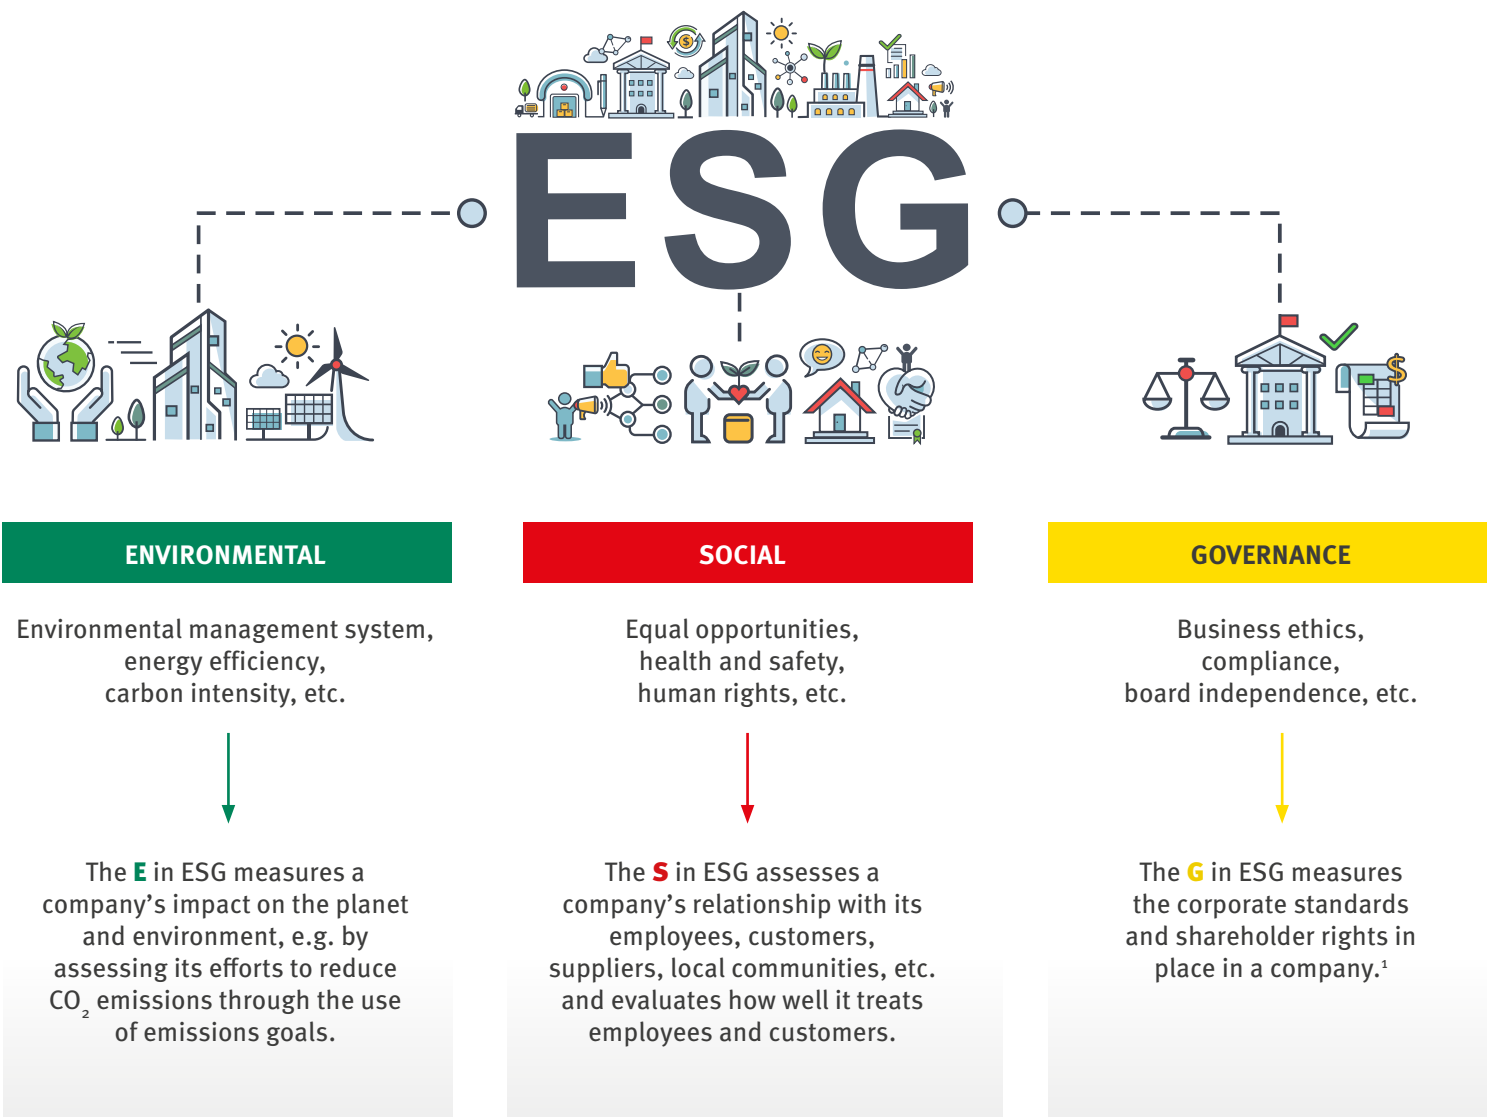 ESG
ENVIRONMENTAL
Environmental management system,
energy efficiency,
carbon intensity, etc.
The E in ESG measures a
company’s impact on the planet
and environment, e.g. by
assessing its efforts to reduce
CO₂ emissions through the use
of emissions goals.
SOCIAL
Equal opportunities,
health and safety,
human rights, etc.
The S in ESG assesses a
company’s relationship with its
employees, customers,
suppliers, local communities, etc.
and evaluates how well it treats
employees and customers.
GOVERNANCE
Business ethics,
compliance,
board independence, etc.
The G in ESG measures
the corporate standards
and shareholder rights in
place in a company.¹